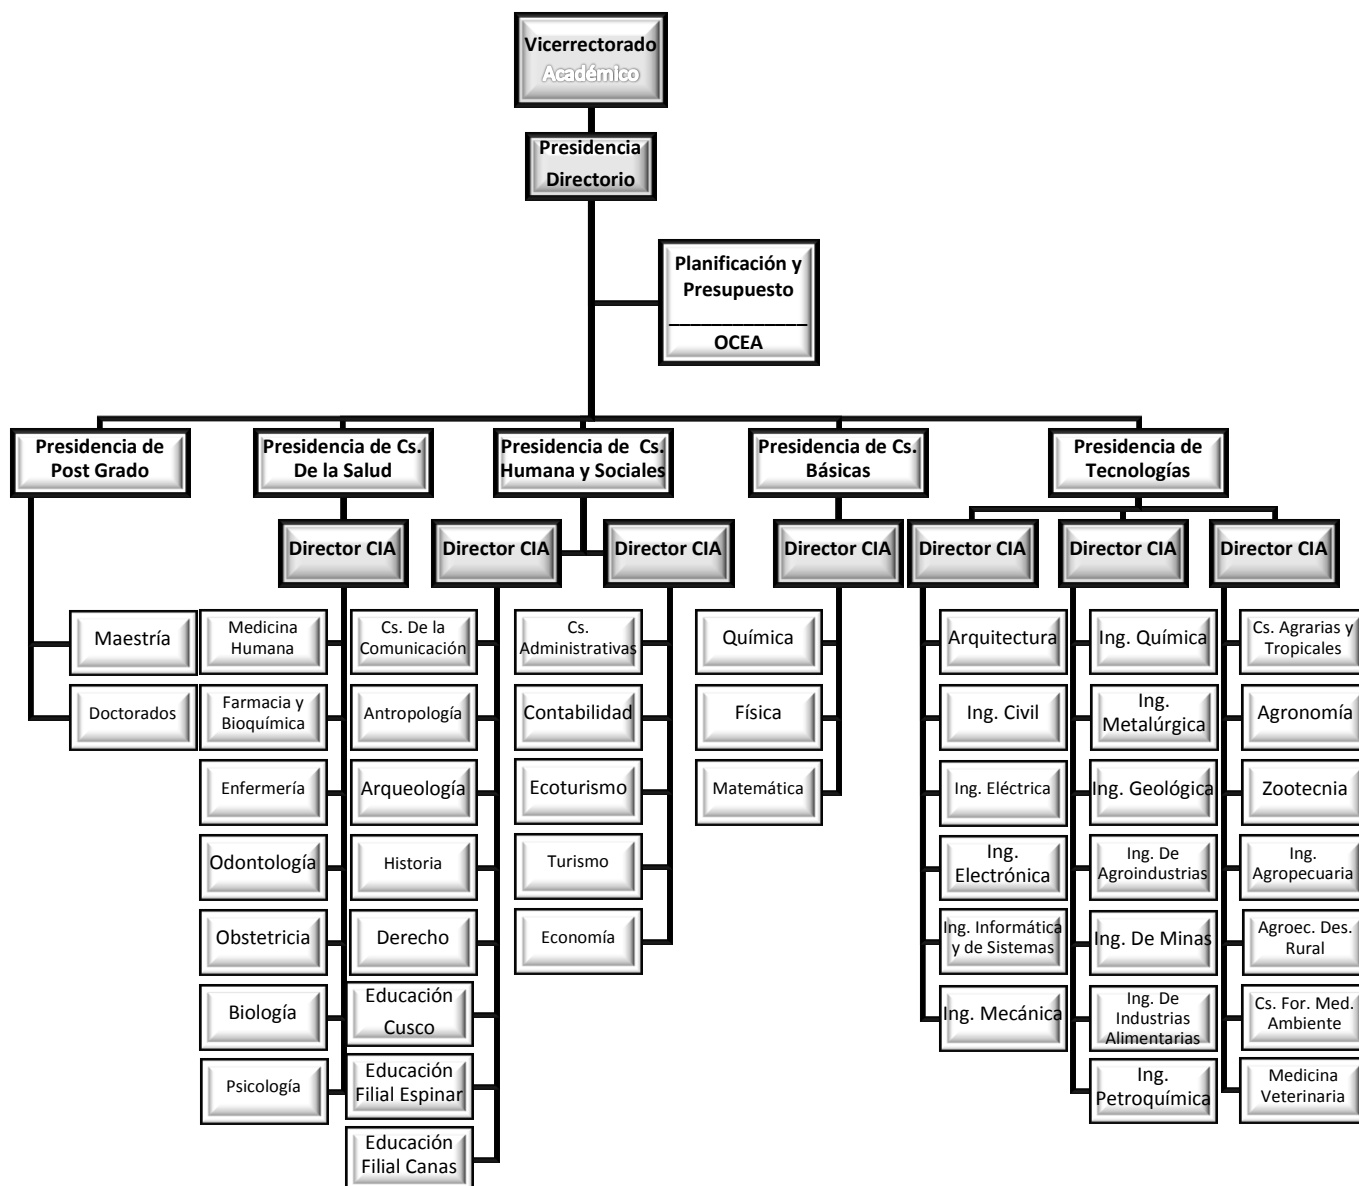 Vicerrectorado
Académico
Presidencia
Directorio
Planificación y
Presupuesto
_______________
OCEA
Presidencia de
Post Grado
Presidencia de Cs.
De la Salud
Presidencia de Cs.
Humana y Sociales
Presidencia de Cs.
Básicas
Presidencia de
Tecnologías
Director CIA
Director CIA
Director CIA
Director CIA
Director CIA
Director CIA
Director CIA
Maestría
Doctorados
Medicina
Humana
Farmacia y
Bioquímica
Enfermería
Odontología
Obstetricia
Biología
Psicología
Cs. De la
Comunicación
Antropología
Arqueología
Historia
Derecho
Educación
Cusco
Educación
Filial Espinar
Educación
Filial Canas
Cs.
Administrativas
Contabilidad
Ecoturismo
Turismo
Economía
Química
Física
Matemática
Arquitectura
Ing. Civil
Ing. Eléctrica
Ing.
Electrónica
Ing. Informática
y de Sistemas
Ing. Mecánica
Ing. Química
Ing.
Metalúrgica
Ing. Geológica
Ing. De
Agroindustrias
Ing. De Minas
Ing. De
Industrias
Alimentarias
Ing.
Petroquímica
Cs. Agrarias y
Tropicales
Agronomía
Zootecnia
Ing.
Agropecuaria
Agroec. Des.
Rural
Cs. For. Med.
Ambiente
Medicina
Veterinaria